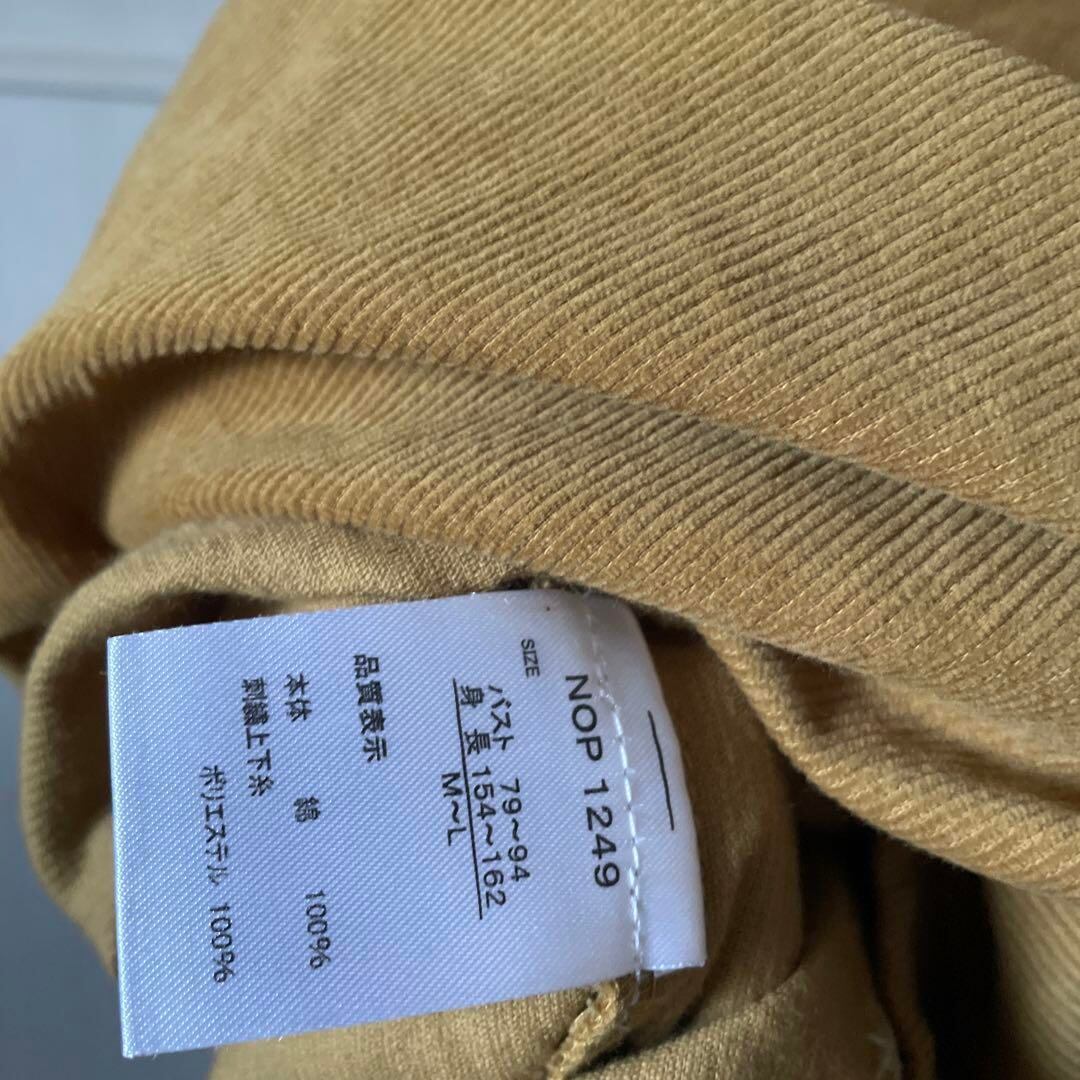 NOP 1249
SIZE
バスト 79~94
身 長 154~162
M~L
品質表示
本体 綿 100%
刺繍上下糸
ポリエステル 100%